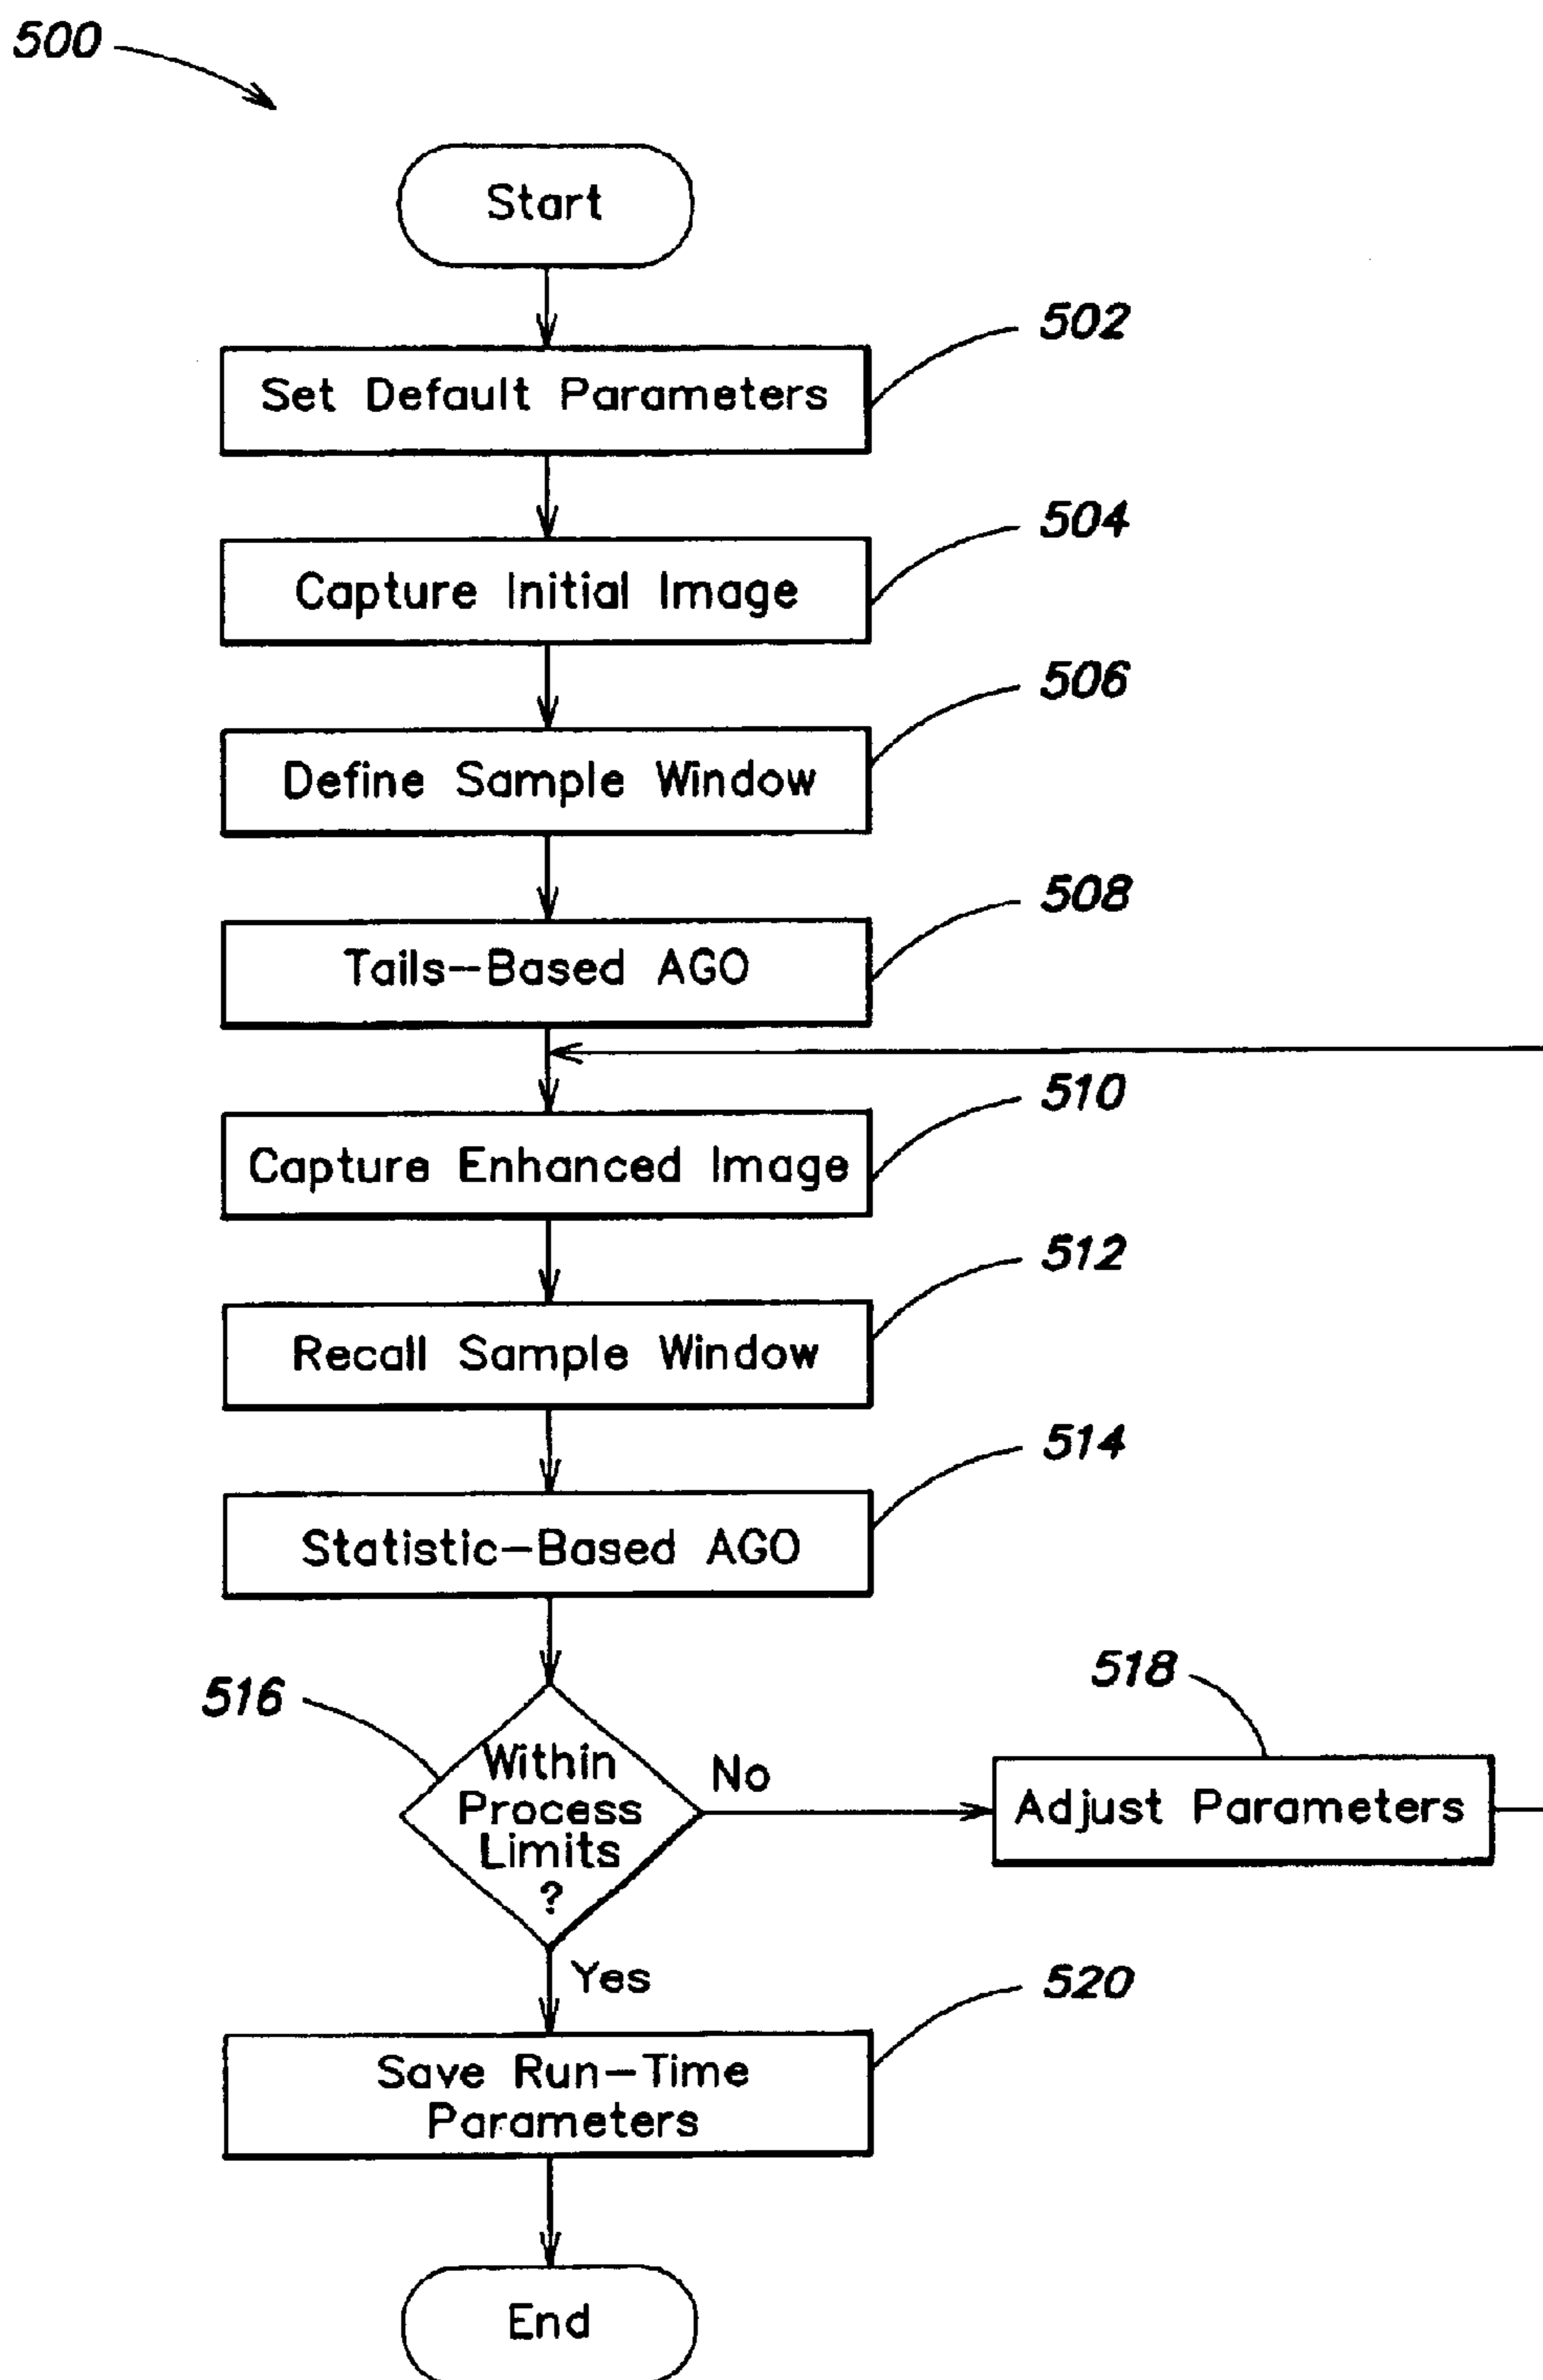 500
Start
502
Set Default Parameters
504
Capture Initial Image
506
Define Sample Window
508
Tails-Based AGO
510
Capture Enhanced Image
512
Recall Sample Window
514
Statistic-Based AGO
516
Within
Process
Limits
?
No
518
Adjust Parameters
Yes
520
Save Run-Time
Parameters
End